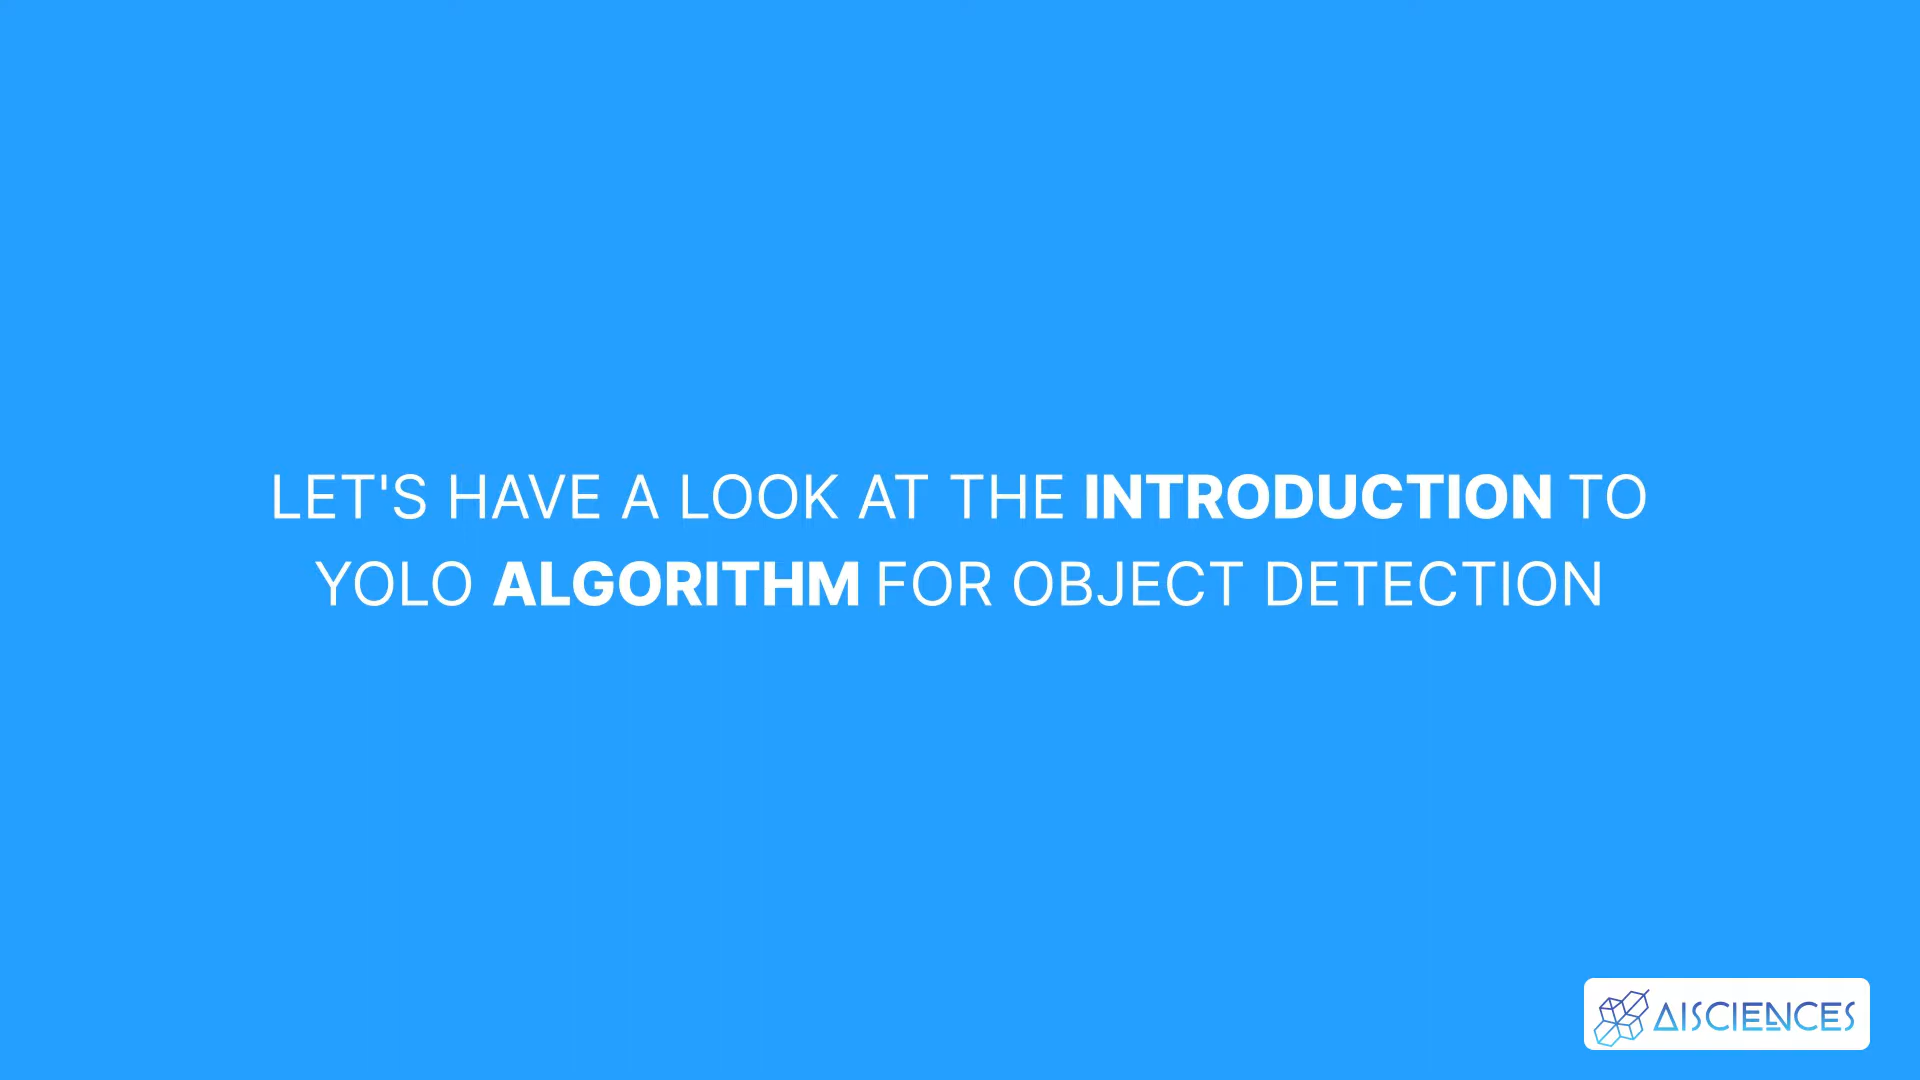 LET'S HAVE A LOOK AT THE INTRODUCTION TO
YOLO ALGORITHM FOR OBJECT DETECTION
AISCIENCES